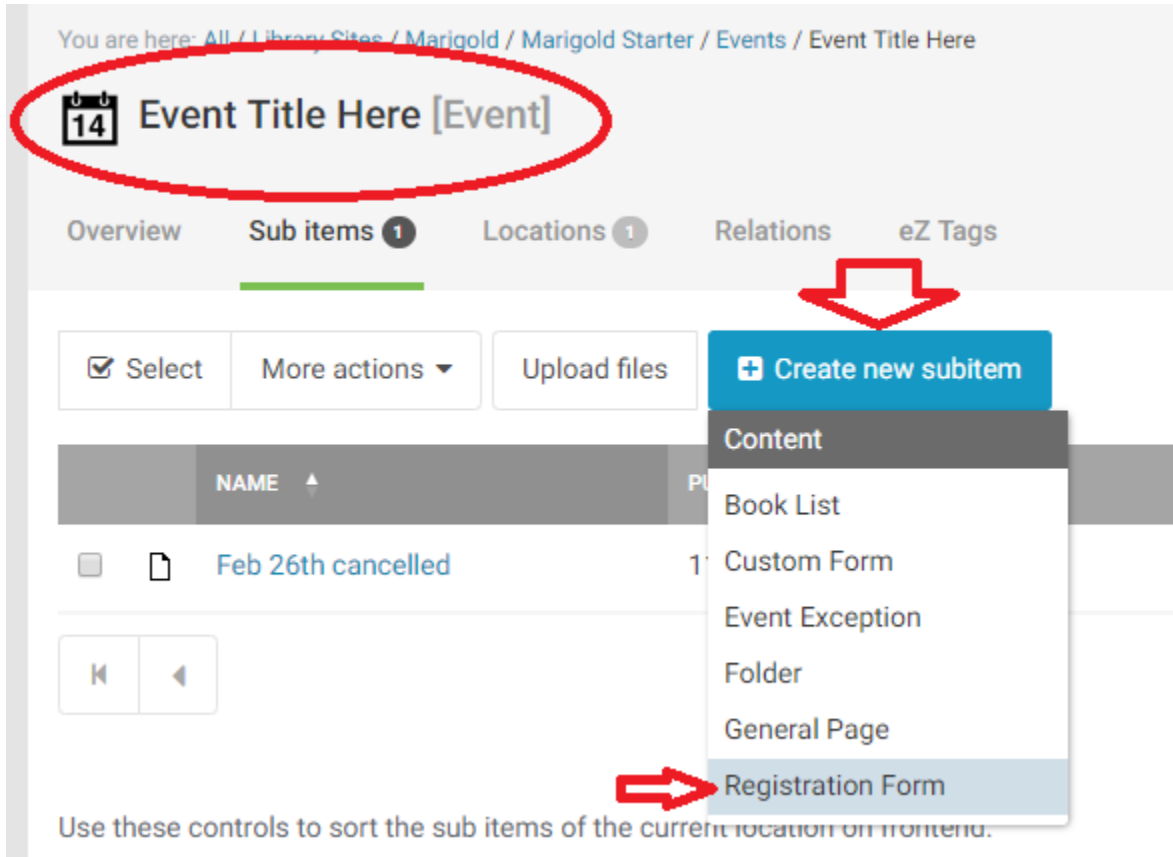 You are here: All / Library Sites / Marigold / Marigold Starter / Events / Event Title Here
14 Event Title Here [Event]
Overview Sub items 1 Locations 1 Relations eZ Tags
Select More actions Upload files Create new subitem
Content
NAME
Book List
Feb 26th cancelled
Custom Form
Event Exception
Folder
General Page
Registration Form
Use these controls to sort the sub items of the current location on frontend.